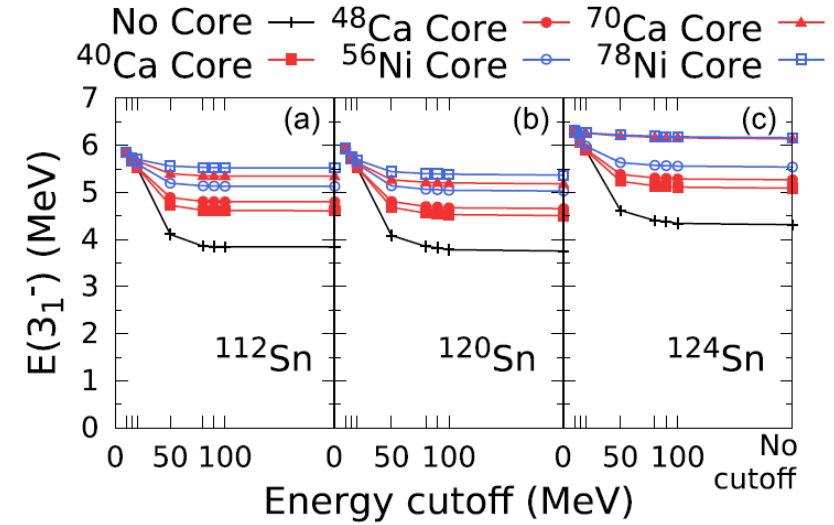 No Core ⁴⁸Ca Core ⁷⁰Ca Core
⁴⁰Ca Core ⁵⁶Ni Core ⁷⁸Ni Core
7
6
5
4
3
2
1
0
E(3₁⁻) (MeV)
(a) (b) (c)
¹¹²Sn ¹²⁰Sn ¹²⁴Sn
0 50 100 0 50 100 0 50 100 No
cutoff
Energy cutoff (MeV)